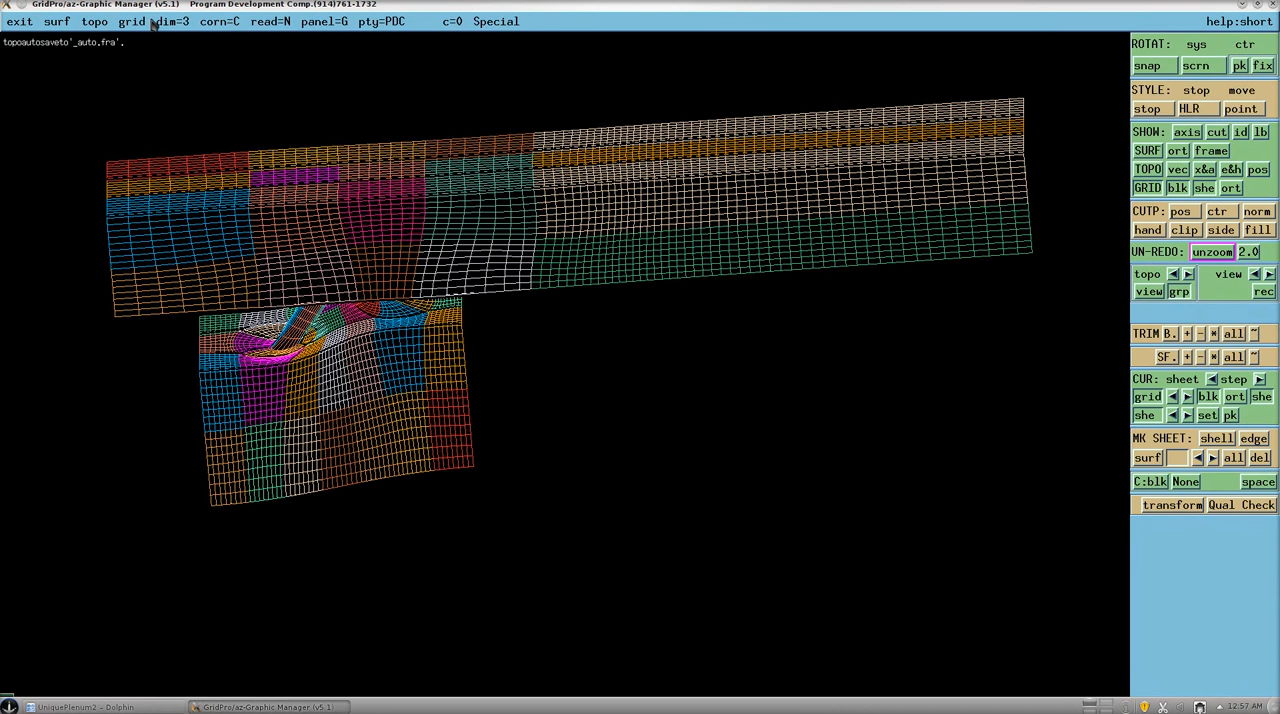 GridPro/az-Graphic Manager (v5.1)    Program Development Comp.(914)761-1732
exit surf topo grid dim=3 corn=C read=N panel=G pty=PDC c=0 Special help:short
topoautosaveto'_auto.fra'.
ROTAT: sys ctr
snap scrn pk fix
STYLE: stop move
stop HLR point
SHOW: axis cut id lb
SURF ort frame
TOPO vec x&a e&h pos
GRID blk she ort
CUTP: pos ctr norm
hand clip side fill
UN-REDO: unzoom 2.0
topo view
view grp rec
TRIM B. + - * all ~
SF. + - * all ~
CUR: sheet step
grid blk ort she
she set pk
MK SHEET: shell edge
surf all del
C:blk None space
transform Qual Check
UniquePlenum2 – Dolphin GridPro/az-Graphic Manager (v5.1) 12:57 AM